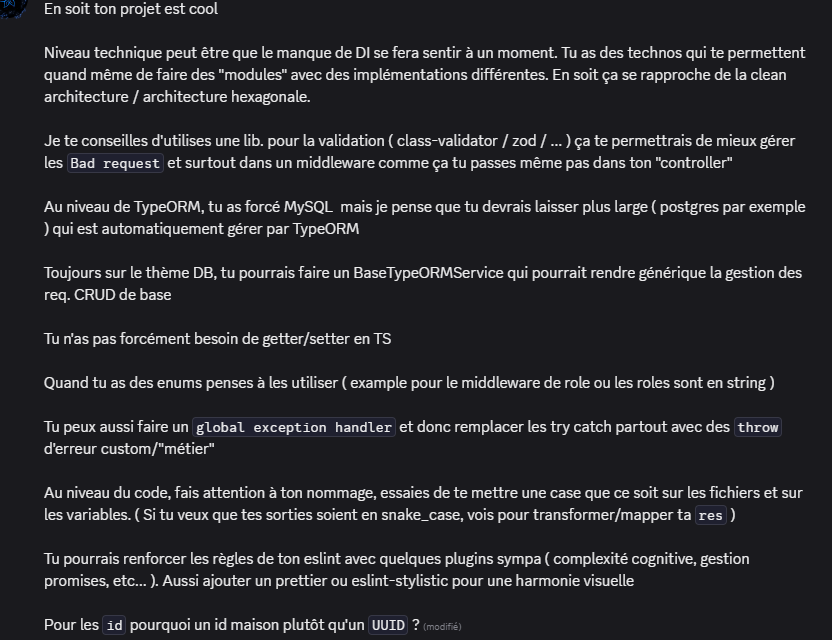 En soit ton projet est cool
Niveau technique peut être que le manque de DI se fera sentir à un moment. Tu as des technos qui te permettent
quand même de faire des "modules" avec des implémentations différentes. En soit ça se rapproche de la clean
architecture / architecture hexagonale.
Je te conseilles d'utilises une lib. pour la validation ( class-validator / zod / ... ) ça te permettrais de mieux gérer
les Bad request et surtout dans un middleware comme ça tu passes même pas dans ton "controller"
Au niveau de TypeORM, tu as forcé MySQL  mais je pense que tu devrais laisser plus large ( postgres par exemple
) qui est automatiquement gérer par TypeORM
Toujours sur le thème DB, tu pourrais faire un BaseTypeORMService qui pourrait rendre générique la gestion des
req. CRUD de base
Tu n'as pas forcément besoin de getter/setter en TS
Quand tu as des enums penses à les utiliser ( example pour le middleware de role ou les roles sont en string )
Tu peux aussi faire un global exception handler et donc remplacer les try catch partout avec des throw
d'erreur custom/"métier"
Au niveau du code, fais attention à ton nommage, essaies de te mettre une case que ce soit sur les fichiers et sur
les variables. ( Si tu veux que tes sorties soient en snake_case, vois pour transformer/mapper ta res )
Tu pourrais renforcer les règles de ton eslint avec quelques plugins sympa ( complexité cognitive, gestion
promises, etc... ). Aussi ajouter un prettier ou eslint-stylistic pour une harmonie visuelle
Pour les id pourquoi un id maison plutôt qu'un UUID ? (modifié)